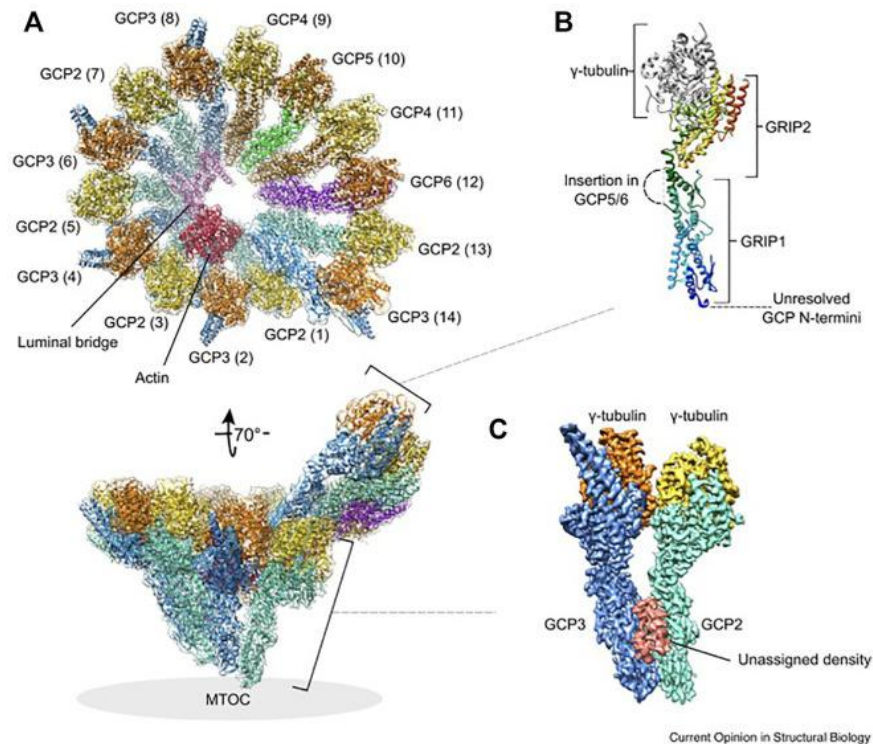 A
GCP3 (8)
GCP4 (9)
GCP5 (10)
GCP2 (7)
GCP4 (11)
GCP3 (6)
GCP6 (12)
GCP2 (5)
GCP2 (13)
GCP3 (4)
GCP2 (3)
GCP2 (1)
GCP3 (14)
GCP3 (2)
Luminal bridge
Actin
70°
MTOC
B
γ-tubulin
GRIP2
Insertion in
GCP5/6
GRIP1
Unresolved
GCP N-termini
C
γ-tubulin γ-tubulin
GCP3
GCP2
Unassigned density
Current Opinion in Structural Biology